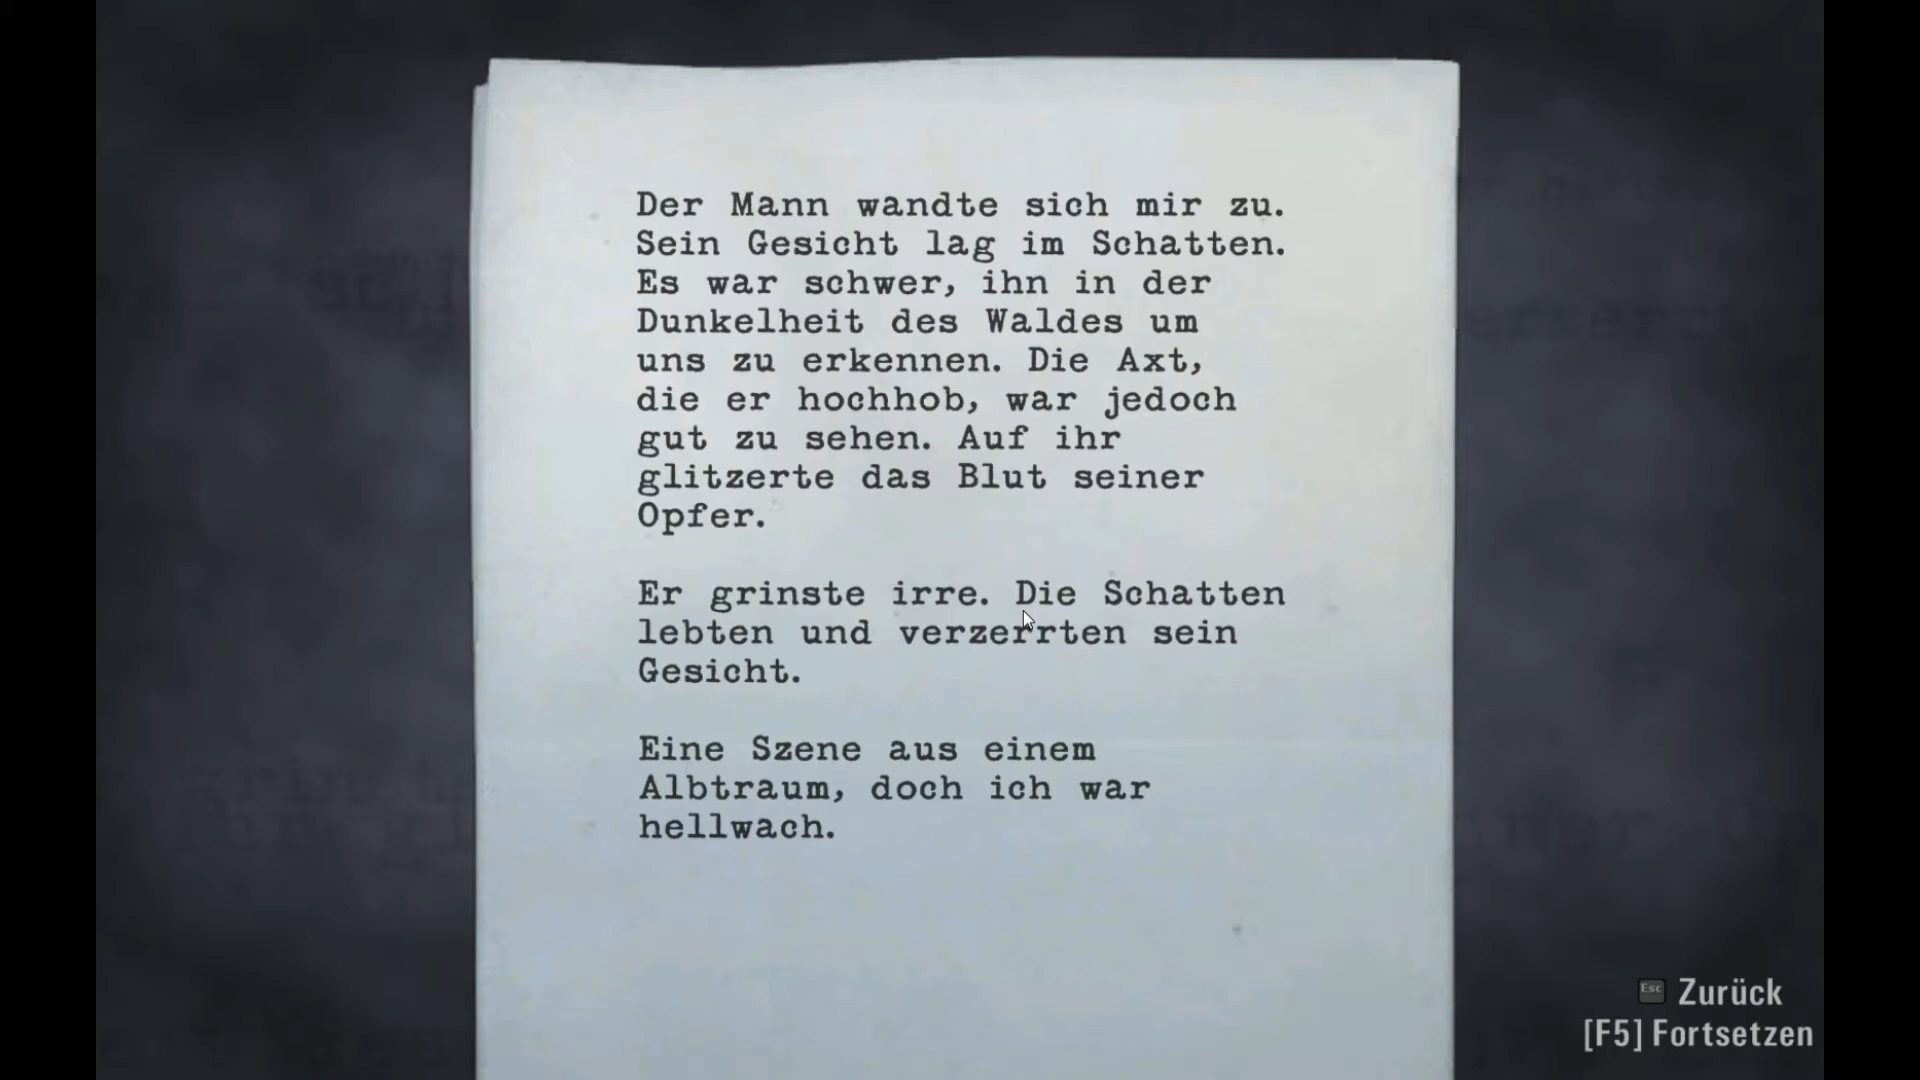 Der Mann wandte sich mir zu.
Sein Gesicht lag im Schatten.
Es war schwer, ihn in der
Dunkelheit des Waldes um
uns zu erkennen. Die Axt,
die er hochhob, war jedoch
gut zu sehen. Auf ihr
glitzerte das Blut seiner
Opfer.
Er grinste irre. Die Schatten
lebten und verzerrten sein
Gesicht.
Eine Szene aus einem
Albtraum, doch ich war
hellwach.
Esc Zurück
[F5] Fortsetzen